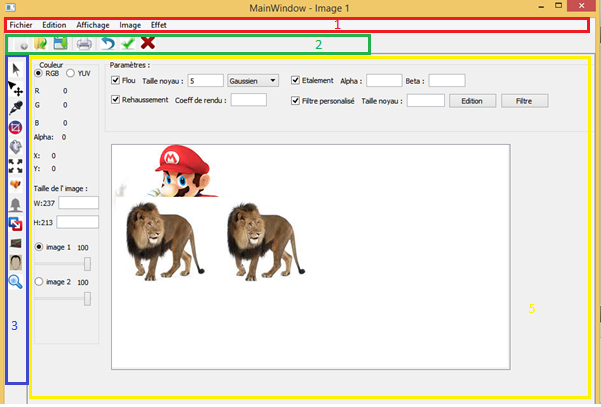 MainWindow - Image 1
Fichier Edition Affichage Image Effet 1
2
Couleur
RGB YUV
R 0
G 0
B 0
Alpha: 0
X: 0
Y: 0
Taille de l' image :
W:237
H:213
image 1 100
image 2 100
3
Paramètres :
Flou Taille noyau : 5 Gaussien Etalement Alpha : Beta :
Rehaussement Coeff de rendu : Filtre personalisé Taille noyau : Edition Filtre
M
5